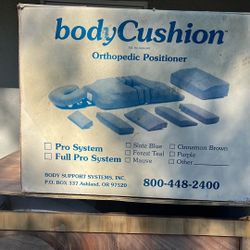 bodyCushion™
Orthopedic Positioner
Pro System
Full Pro System
Slate Blue
Forest Teal
Mauve
Cinnamon Brown
Purple
Other
BODY SUPPORT SYSTEMS, INC.
P.O. BOX 337 Ashland, OR 97520
800-448-2400